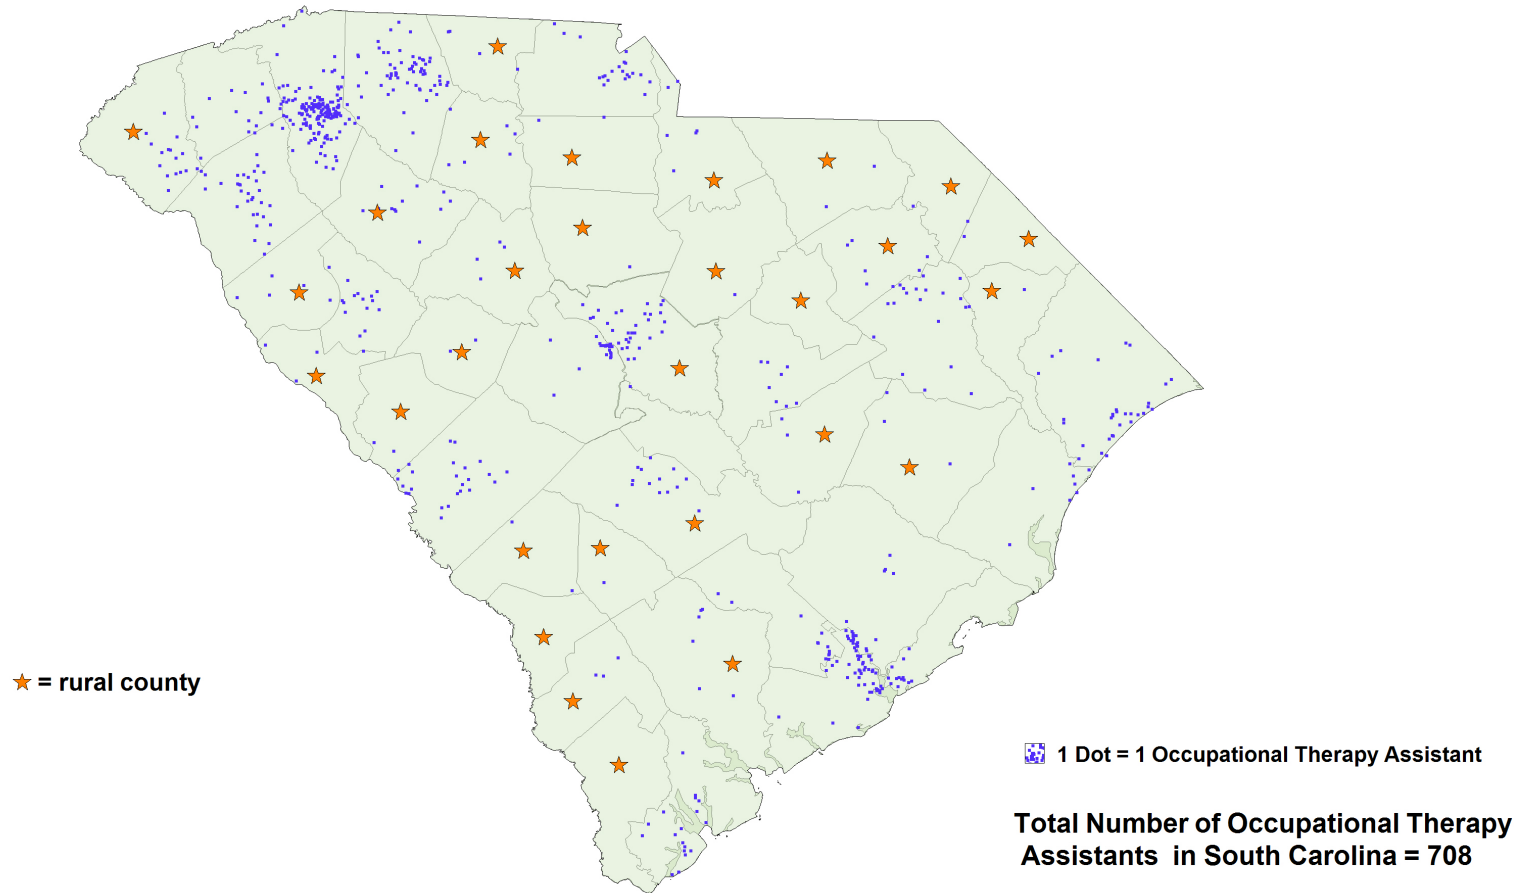 = rural county
1 Dot = 1 Occupational Therapy Assistant
Total Number of Occupational Therapy
Assistants in South Carolina = 708